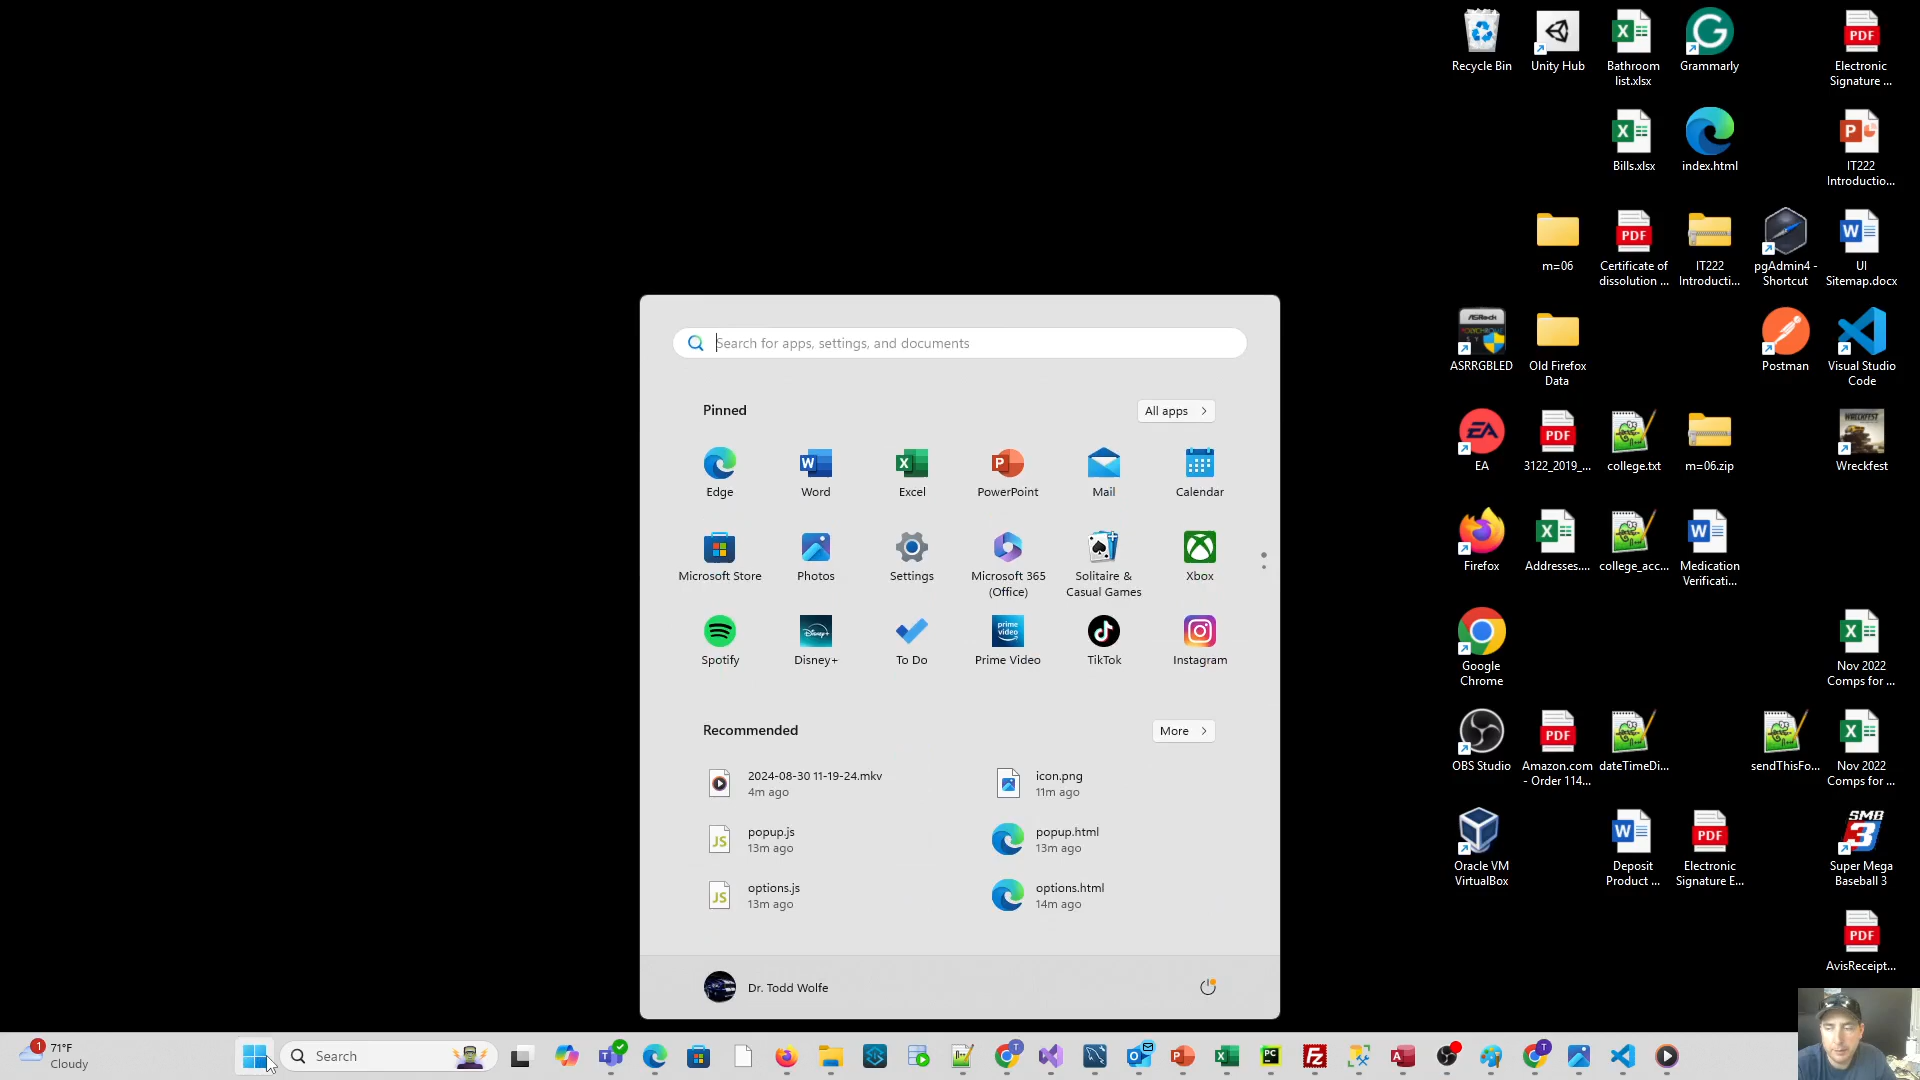 Recycle Bin
Unity Hub
Bathroom
list.xlsx
Grammarly
Electronic
Signature ...
Bills.xlsx
index.html
IT222
Introductio...
m=06
Certificate of
dissolution ...
IT222
Introducti...
pgAdmin4 -
Shortcut
UI
Sitemap.docx
ASRRGBLED
Old Firefox
Data
Postman
Visual Studio
Code
EA
3122_2019_...
college.txt
m=06.zip
Wreckfest
Firefox
Addresses....
college_acc...
Medication
Verificati...
Google
Chrome
Nov 2022
Comps for ...
OBS Studio
Amazon.com
- Order 114...
dateTimeDi...
sendThisFo...
Nov 2022
Comps for ...
Oracle VM
VirtualBox
Deposit
Product ...
Electronic
Signature E...
Super Mega
Baseball 3
AvisReceipt...
Search for apps, settings, and documents
Pinned
All apps
Edge
Word
Excel
PowerPoint
Mail
Calendar
Microsoft Store
Photos
Settings
Microsoft 365
(Office)
Solitaire &
Casual Games
Xbox
Spotify
Disney+
To Do
Prime Video
TikTok
Instagram
Recommended
More
2024-08-30 11-19-24.mkv
4m ago
icon.png
11m ago
popup.js
13m ago
popup.html
13m ago
options.js
13m ago
options.html
14m ago
Dr. Todd Wolfe
1
71°F
Cloudy
Search